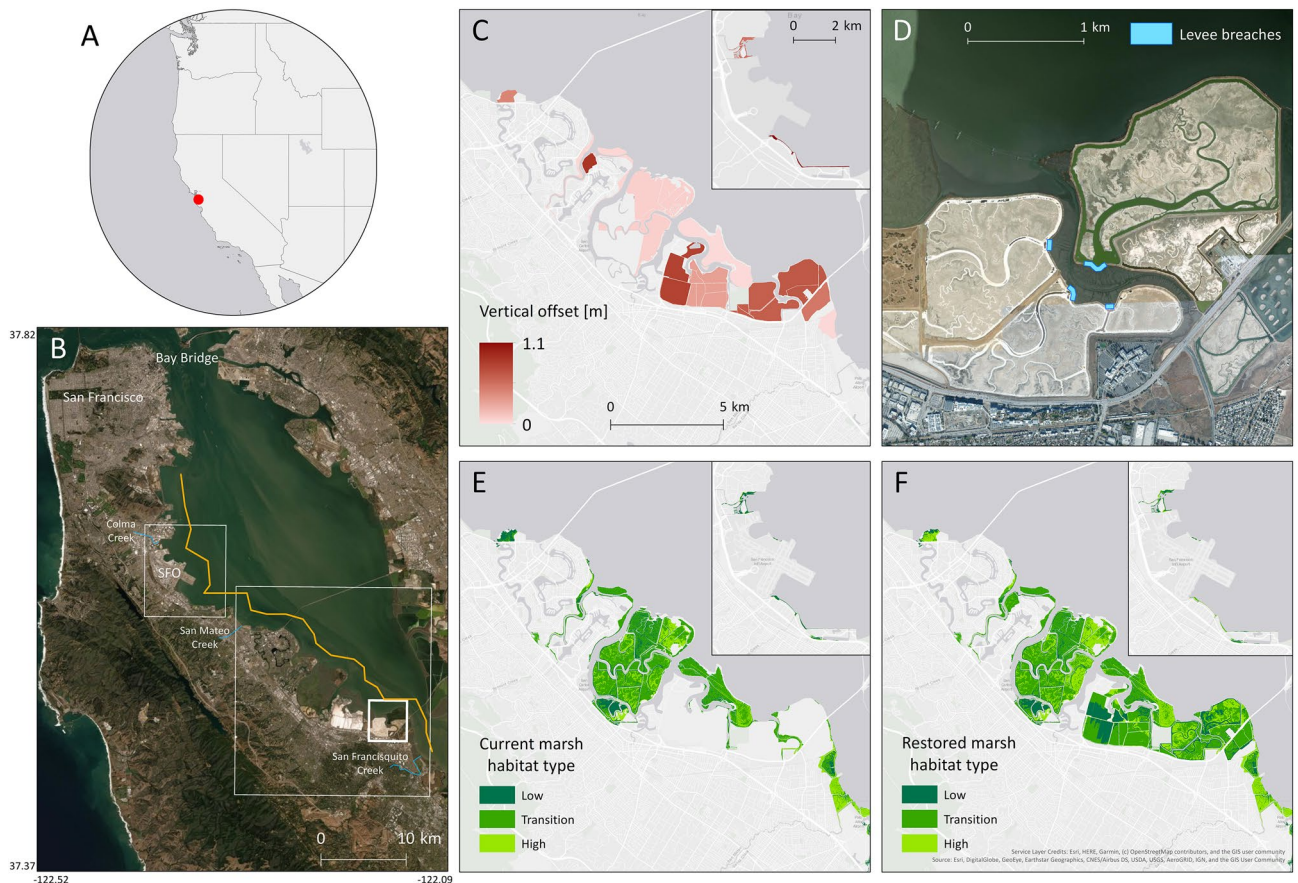 A
B
37.82
Bay Bridge
San Francisco
Colma
Creek
SFO
San Mateo
Creek
San Francisquito
Creek
0
10 km
37.37
-122.52
-122.09
C
Bay
0
2 km
Vertical offset [m]
1.1
0
0
5 km
D
0
1 km
Levee breaches
E
Current marsh
habitat type
Low
Transition
High
F
Restored marsh
habitat type
Low
Transition
High
Service Layer Credits: Esri, HERE, Garmin, (c) OpenStreetMap contributors, and the GIS user community
Source: Esri, DigitalGlobe, GeoEye, Earthstar Geographics, CNES/Airbus DS, USDA, USGS, AeroGRID, IGN, and the GIS User Community